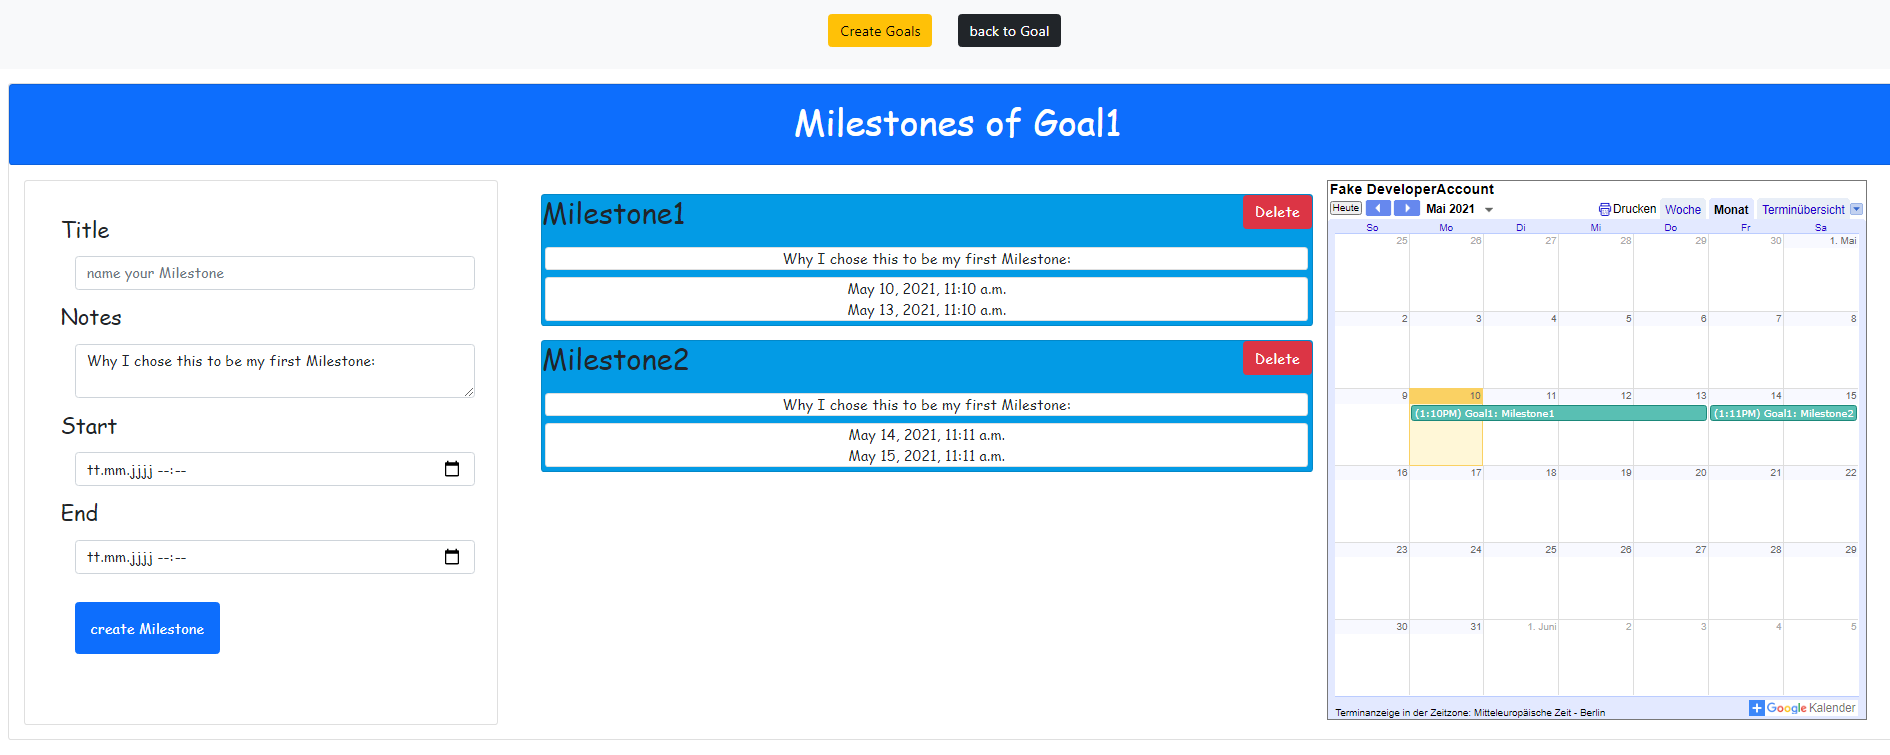 Create Goals back to Goal
Milestones of Goal1
Title
name your Milestone
Notes
Why I chose this to be my first Milestone:
Start
tt.mm.jjjj --:--
End
tt.mm.jjjj --:--
create Milestone
Milestone1 Delete
Why I chose this to be my first Milestone:
May 10, 2021, 11:10 a.m.
May 13, 2021, 11:10 a.m.
Milestone2 Delete
Why I chose this to be my first Milestone:
May 14, 2021, 11:11 a.m.
May 15, 2021, 11:11 a.m.
Fake DeveloperAccount
Heute Mai 2021 Drucken Woche Monat Terminübersicht
So Mo Di Mi Do Fr Sa
25 26 27 28 29 30 1. Mai
2 3 4 5 6 7 8
9 10 11 12 13 14 15
(1:10PM) Goal1: Milestone1 (1:11PM) Goal1: Milestone2
16 17 18 19 20 21 22
23 24 25 26 27 28 29
30 31 1. Juni 2 3 4 5
Terminanzeige in der Zeitzone: Mitteleuropäische Zeit - Berlin
Google Kalender